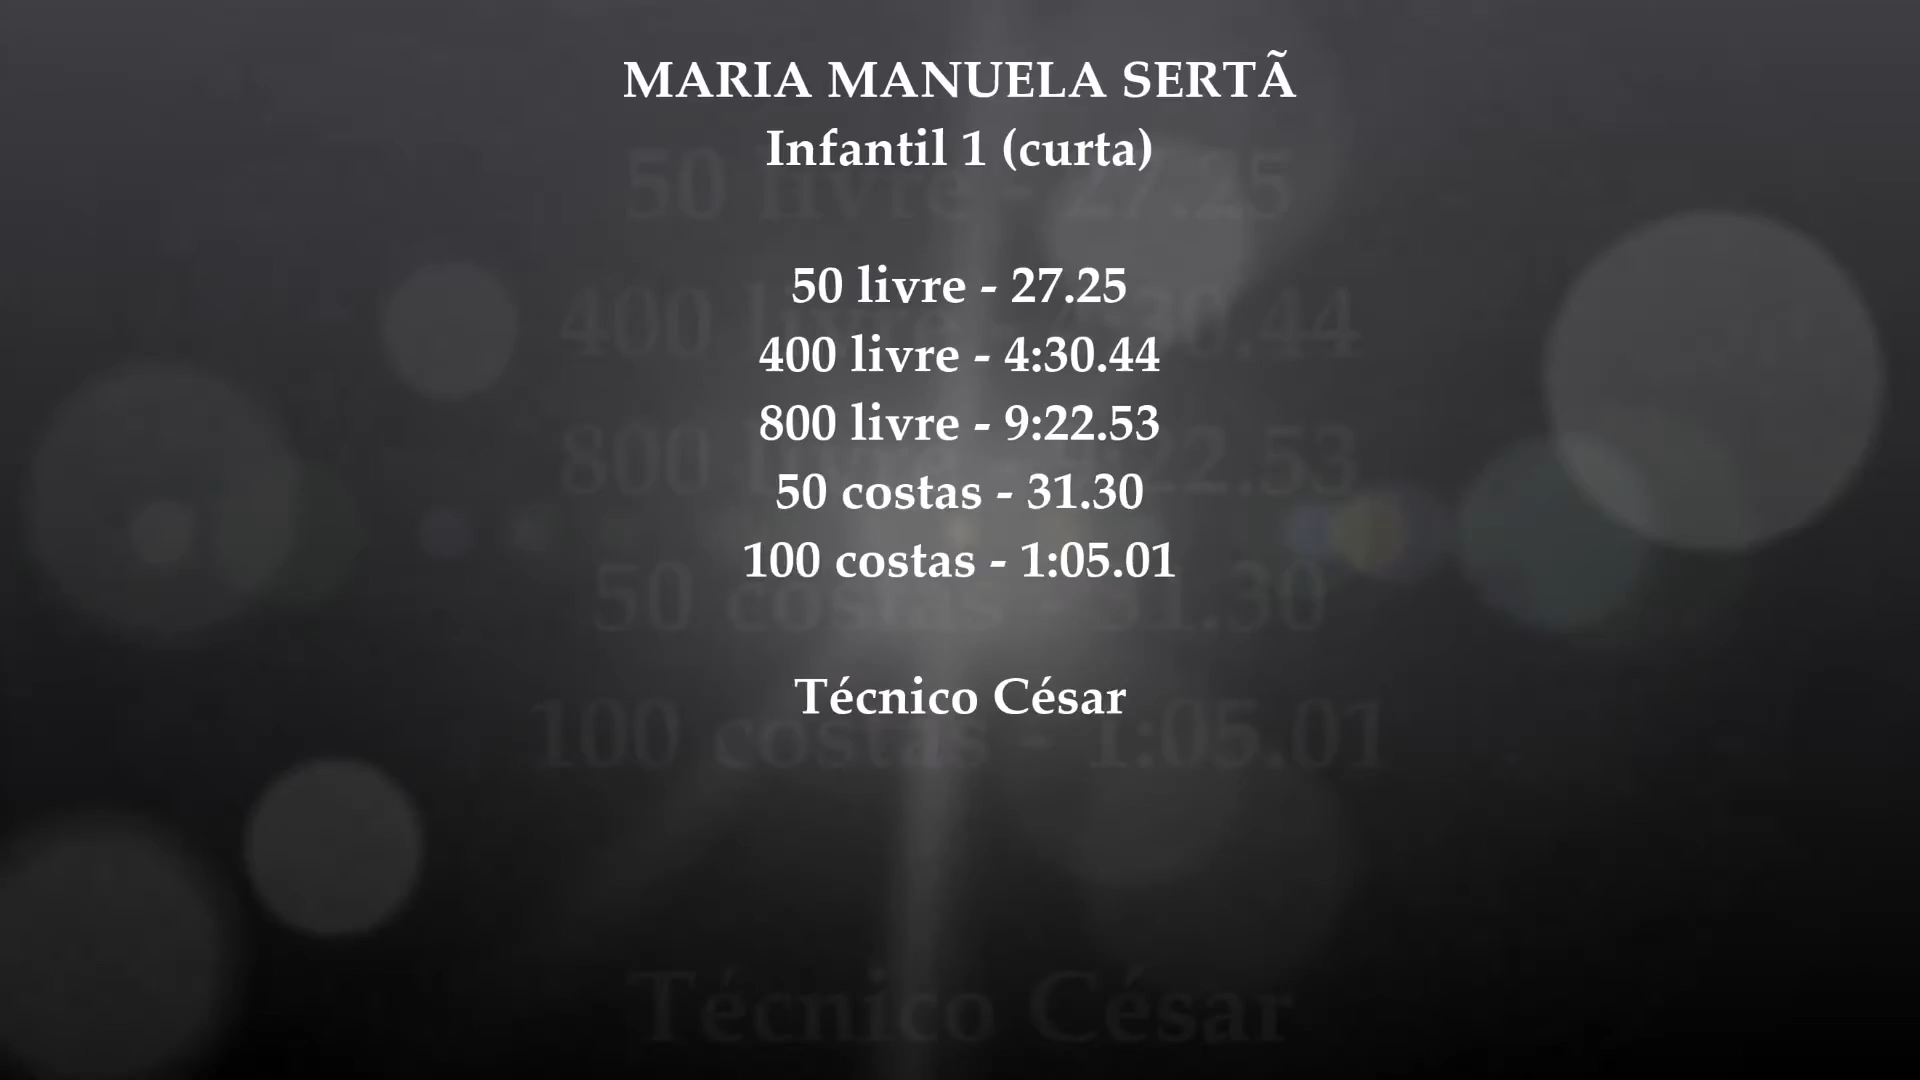 MARIA MANUELA SERTÃ
Infantil 1 (curta)
50 livre - 27.25
400 livre - 4:30.44
800 livre - 9:22.53
50 costas - 31.30
100 costas - 1:05.01
Técnico César